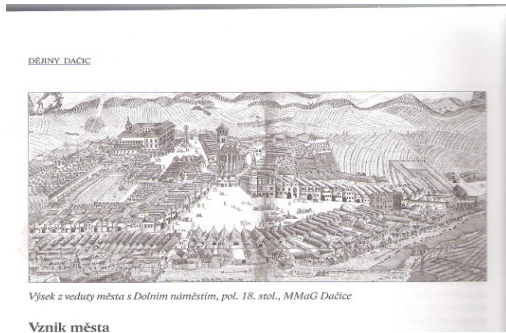 DĚJINY DAČIC
Výsek z veduty města s Dolním náměstím, pol. 18. stol., MMaG Dačice
Vznik města